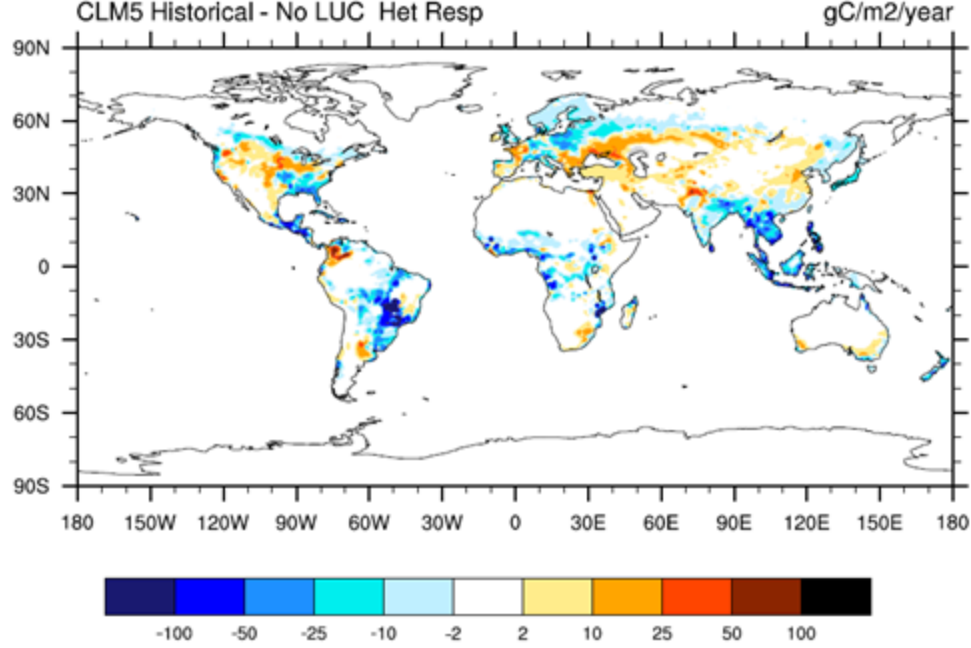 CLM5 Historical - No LUC  Het Resp gC/m2/year
90N
60N
30N
0
30S
60S
90S
180 150W 120W 90W 60W 30W 0 30E 60E 90E 120E 150E 180
-100 -50 -25 -10 -2 2 10 25 50 100